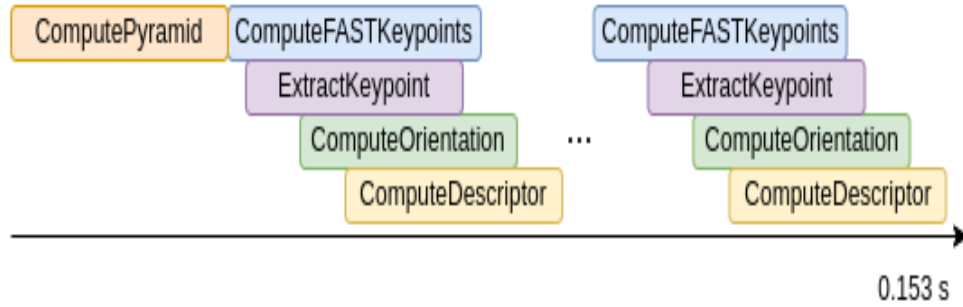 ComputePyramid ComputeFASTKeypoints ComputeFASTKeypoints
ExtractKeypoint ExtractKeypoint
ComputeOrientation ... ComputeOrientation
ComputeDescriptor ComputeDescriptor
0.153 s